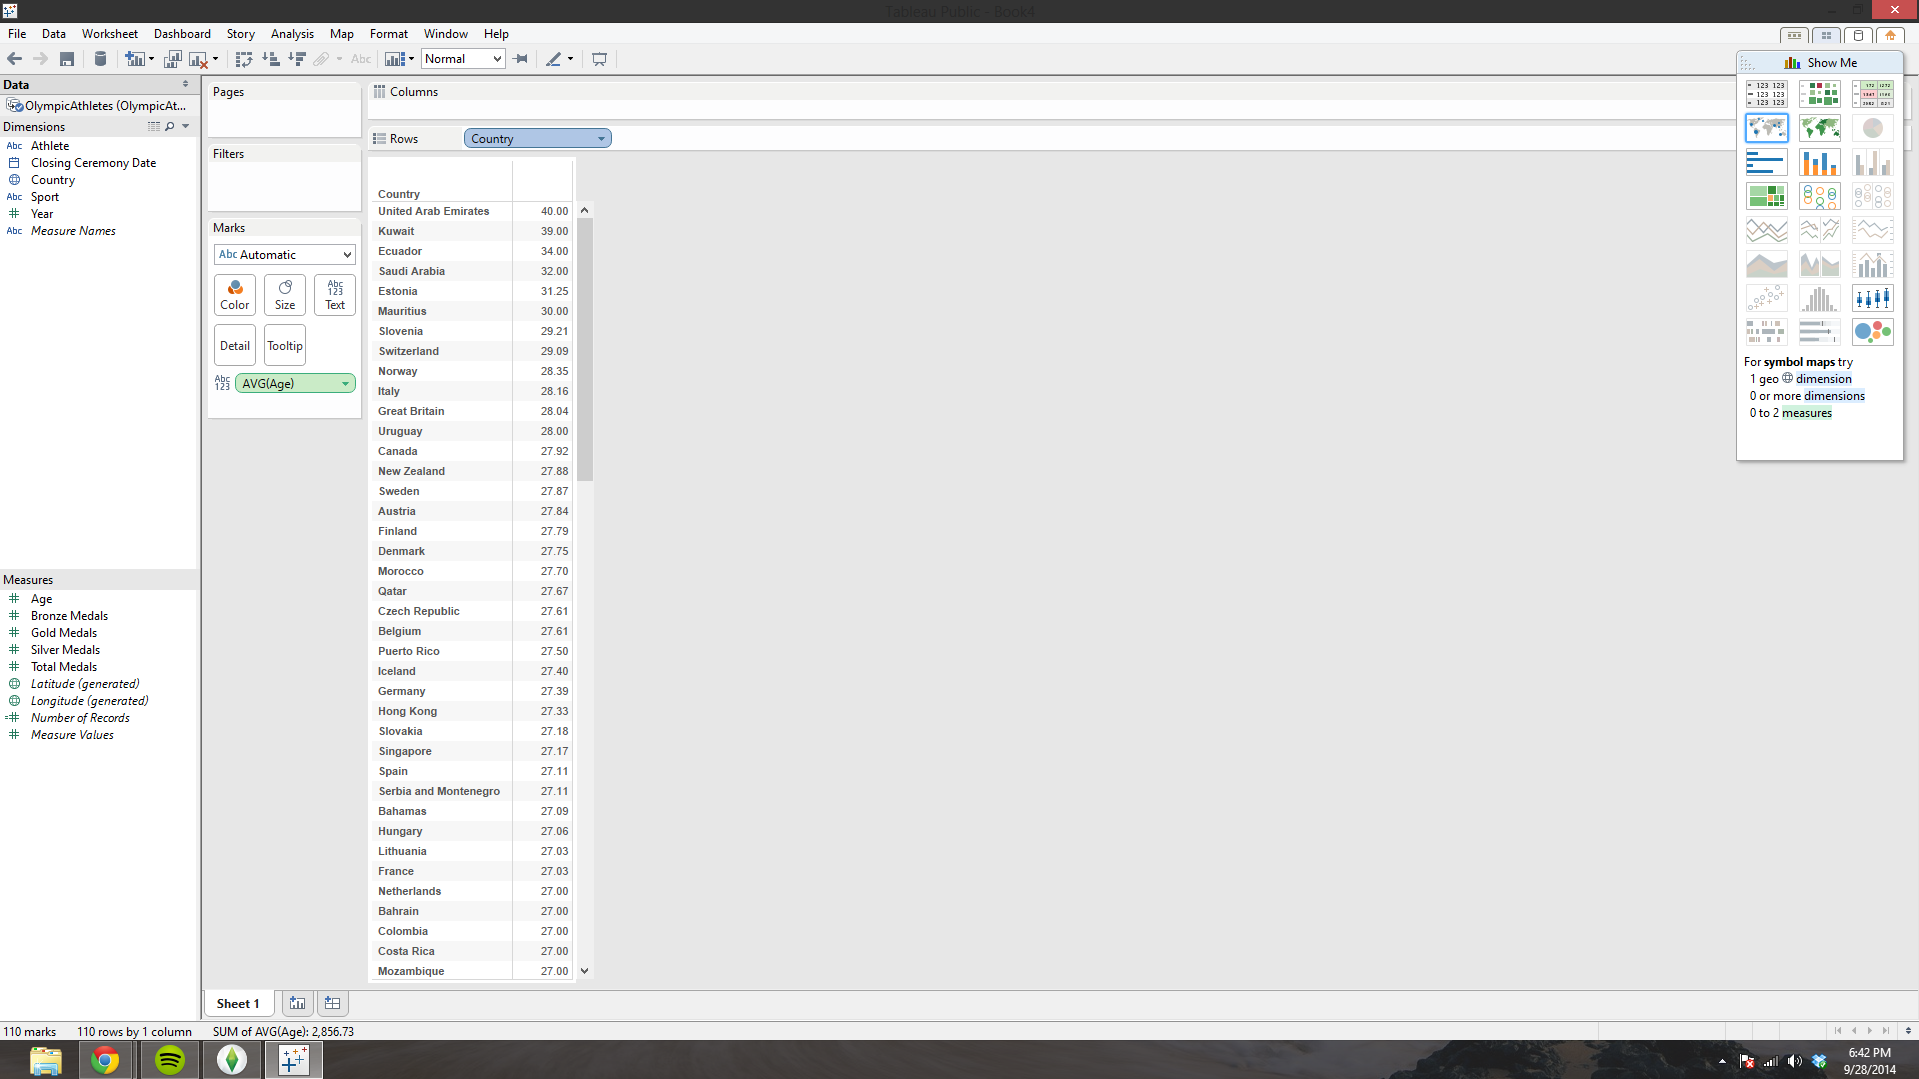 Tableau Public - Book4
File Data Worksheet Dashboard Story Analysis Map Format Window Help
Abc Normal
Show Me
Data
OlympicAthletes (OlympicAt...
Dimensions
Abc Athlete
Closing Ceremony Date
Country
Abc Sport
Year
Abc Measure Names
Measures
Age
Bronze Medals
Gold Medals
Silver Medals
Total Medals
Latitude (generated)
Longitude (generated)
Number of Records
Measure Values
Pages
Filters
Marks
Abc Automatic
Color Size Abc 123 Text
Detail Tooltip
Abc 123 AVG(Age)
Columns
Rows Country
Country
United Arab Emirates 40.00
Kuwait 39.00
Ecuador 34.00
Saudi Arabia 32.00
Estonia 31.25
Mauritius 30.00
Slovenia 29.21
Switzerland 29.09
Norway 28.35
Italy 28.16
Great Britain 28.04
Uruguay 28.00
Canada 27.92
New Zealand 27.88
Sweden 27.87
Austria 27.84
Finland 27.79
Denmark 27.75
Morocco 27.70
Qatar 27.67
Czech Republic 27.61
Belgium 27.61
Puerto Rico 27.50
Iceland 27.40
Germany 27.39
Hong Kong 27.33
Slovakia 27.18
Singapore 27.17
Spain 27.11
Serbia and Montenegro 27.11
Bahamas 27.09
Hungary 27.06
Lithuania 27.03
France 27.03
Netherlands 27.00
Bahrain 27.00
Colombia 27.00
Costa Rica 27.00
Mozambique 27.00
For symbol maps try
1 geo dimension
0 or more dimensions
0 to 2 measures
Sheet 1
110 marks 110 rows by 1 column SUM of AVG(Age): 2,856.73
6:42 PM
9/28/2014